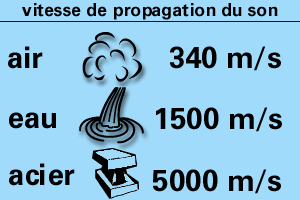 vitesse de propagation du son
air 340 m/s
eau 1500 m/s
acier 5000 m/s